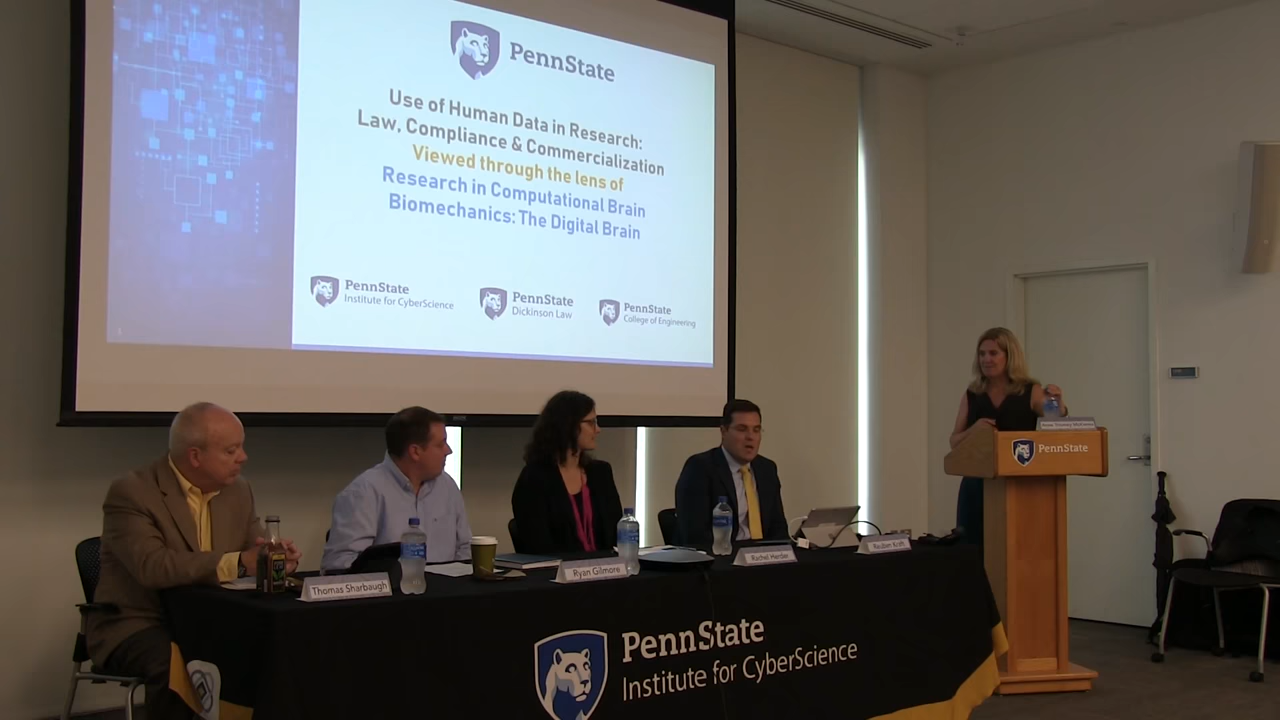 PennState
Use of Human Data in Research:
Law, Compliance & Commercialization
Viewed through the lens of
Research in Computational Brain
Biomechanics: The Digital Brain
PennState
Institute for CyberScience
PennState
Dickinson Law
PennState
College of Engineering
PennState
Thomas Sharbaugh
Ryan Gilmore
Rachel Herder
Reuben Kraft
PennState
Institute for CyberScience